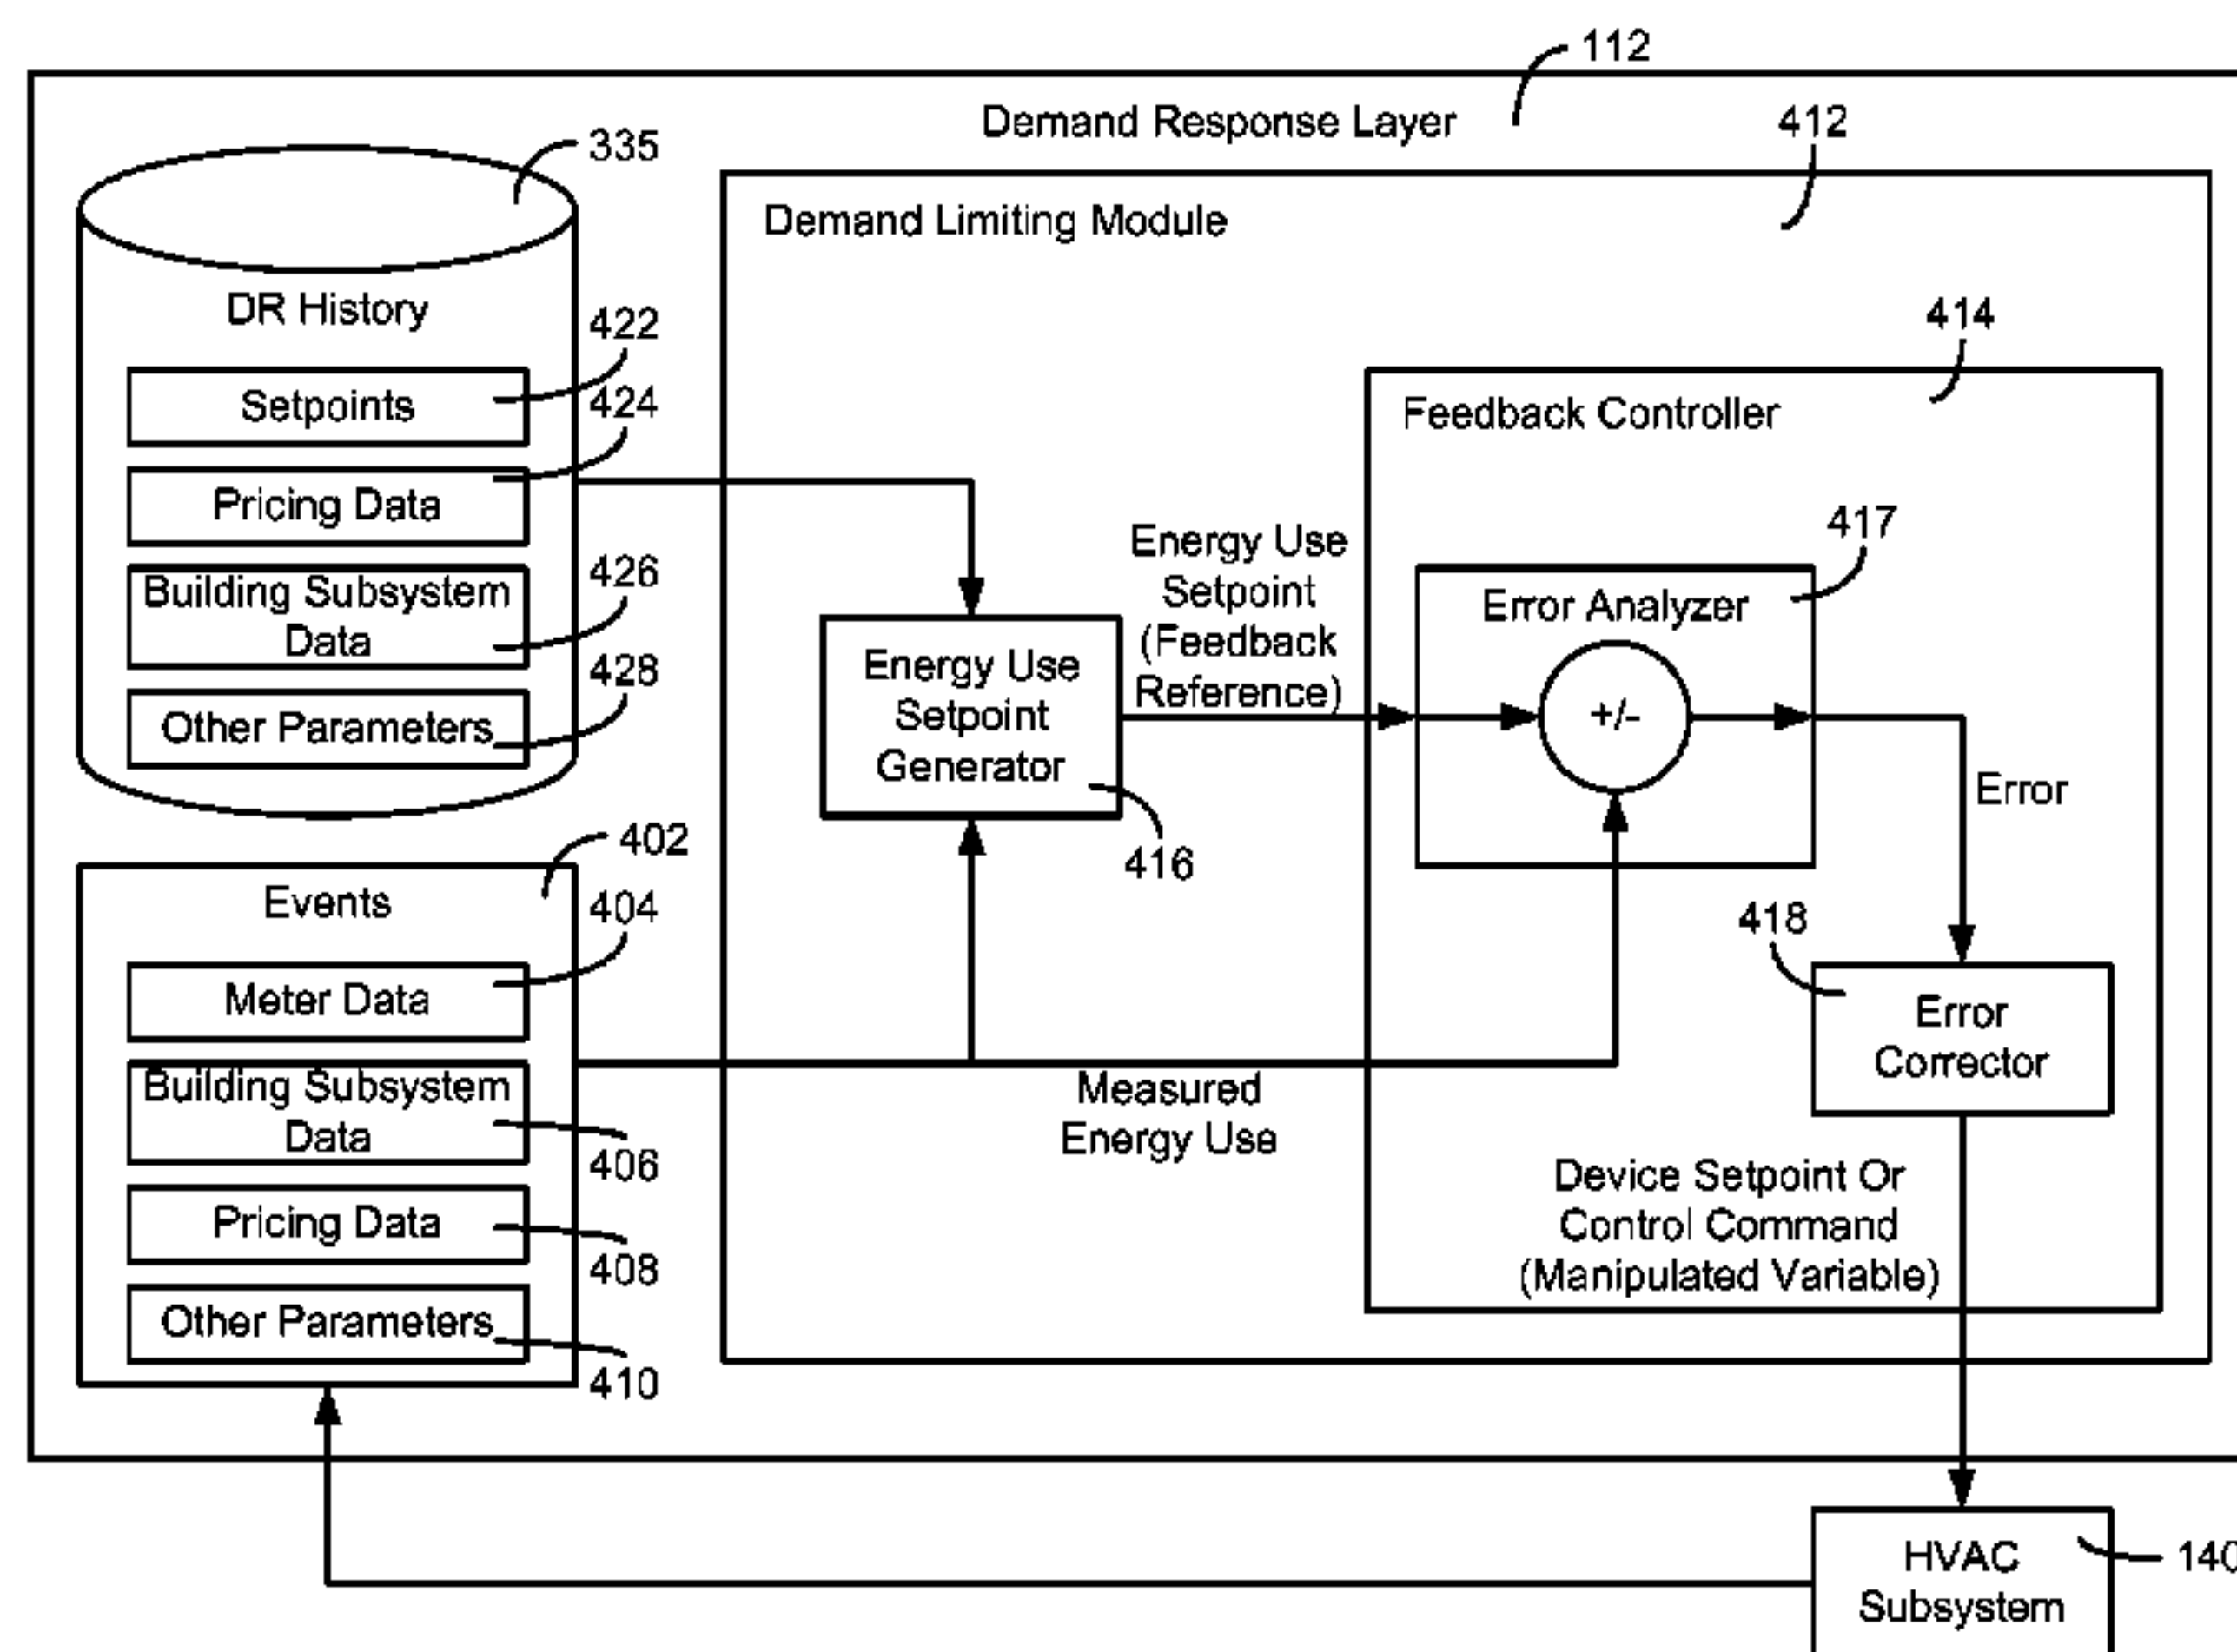 112
Demand Response Layer
412
335
Demand Limiting Module
DR History
422
Setpoints
424
Pricing Data
426
Building Subsystem
Data
428
Other Parameters
414
Feedback Controller
417
Error Analyzer
+/-
Energy Use
Setpoint
(Feedback
Reference)
Energy Use
Setpoint
Generator
416
Error
418
Error
Corrector
402
Events
404
Meter Data
Building Subsystem
Data
406
Pricing Data
408
Other Parameters
410
Measured
Energy Use
Device Setpoint Or
Control Command
(Manipulated Variable)
HVAC
Subsystem
140